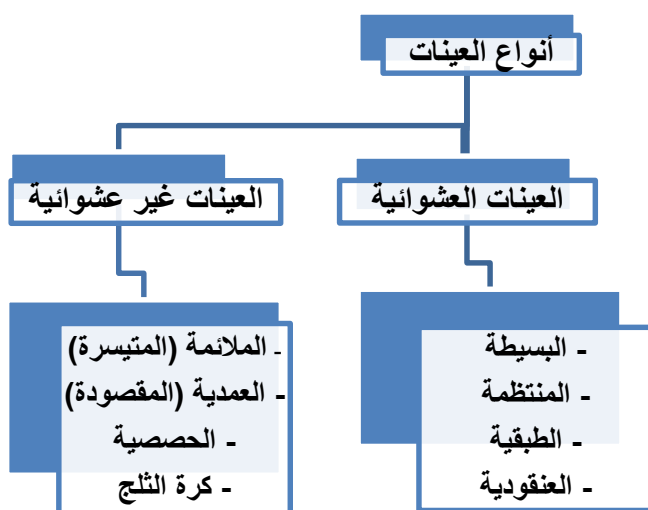 أنواع العينات
العينات العشوائية
العينات غير عشوائية
- البسيطة
- المنتظمة
- الطبقية
- العنقودية
- الملائمة (المتيسرة)
- العمدية (المقصودة)
- الحصصية
- كرة الثلج